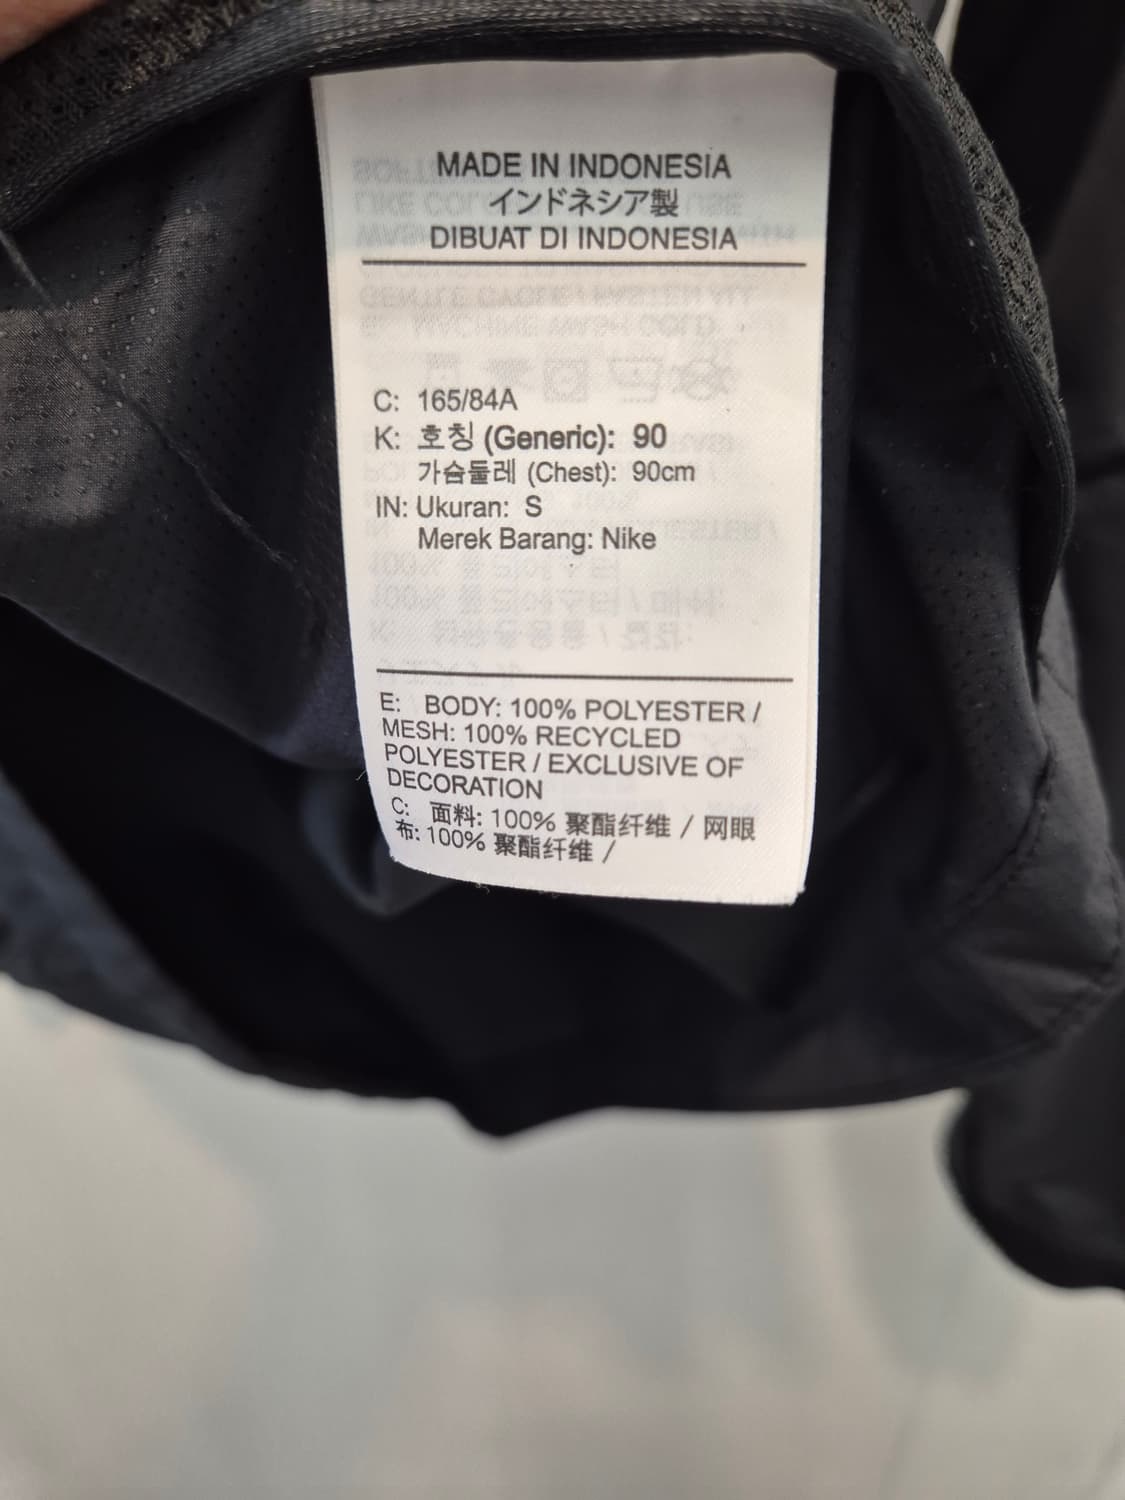 MADE IN INDONESIA
インドネシア製
DIBUAT DI INDONESIA
C: 165/84A
K: 호칭 (Generic): 90
가슴둘레 (Chest): 90cm
IN: Ukuran: S
Merek Barang: Nike
E: BODY: 100% POLYESTER /
MESH: 100% RECYCLED
POLYESTER / EXCLUSIVE OF
DECORATION
C: 面料: 100% 聚酯纤维 / 网眼
布: 100% 聚酯纤维 /